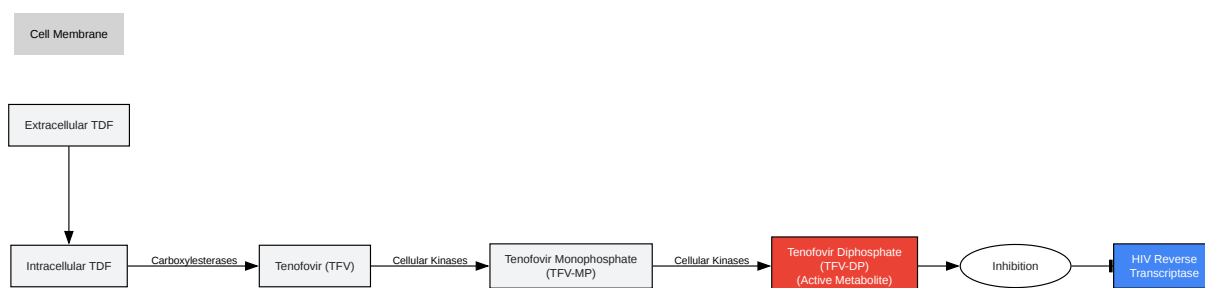 Cell Membrane
Extracellular TDF
Intracellular TDF
Carboxylesterases
Tenofovir (TFV)
Cellular Kinases
Tenofovir Monophosphate
(TFV-MP)
Cellular Kinases
Tenofovir Diphosphate
(TFV-DP)
(Active Metabolite)
Inhibition
HIV Reverse
Transcriptase